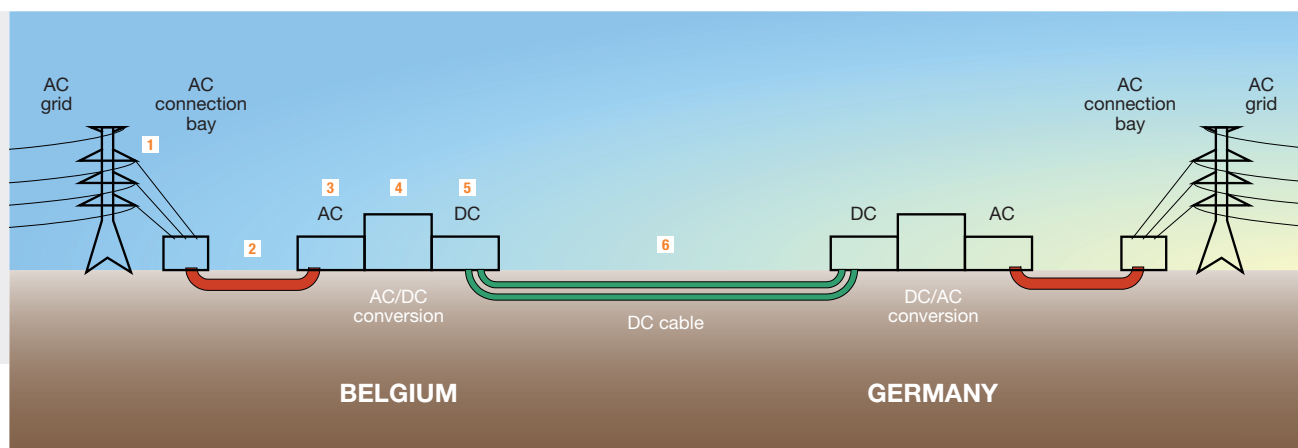 AC
grid
AC
connection
bay
AC
connection
bay
AC
grid
1
3
4
5
AC
DC
DC
AC
2
6
AC/DC
conversion
DC cable
DC/AC
conversion
BELGIUM
GERMANY